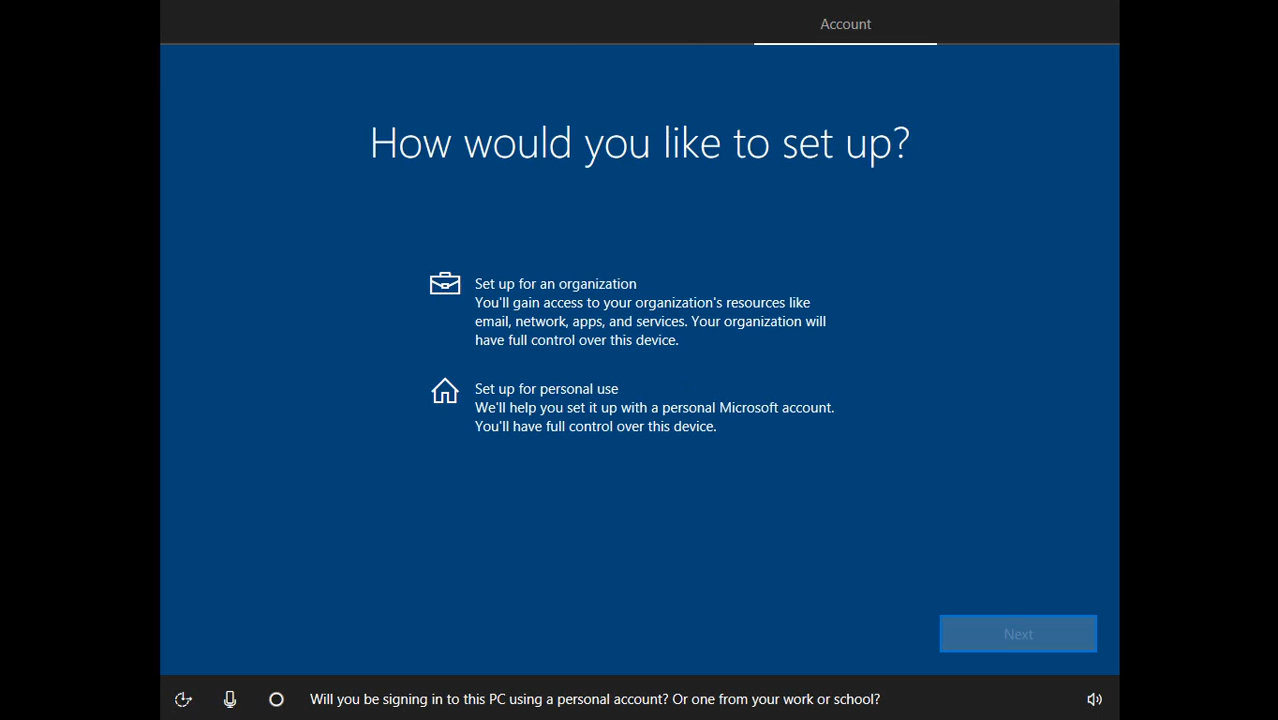 Account
How would you like to set up?
Set up for an organization
You'll gain access to your organization's resources like
email, network, apps, and services. Your organization will
have full control over this device.
Set up for personal use
We'll help you set it up with a personal Microsoft account.
You'll have full control over this device.
Next
Will you be signing in to this PC using a personal account? Or one from your work or school?